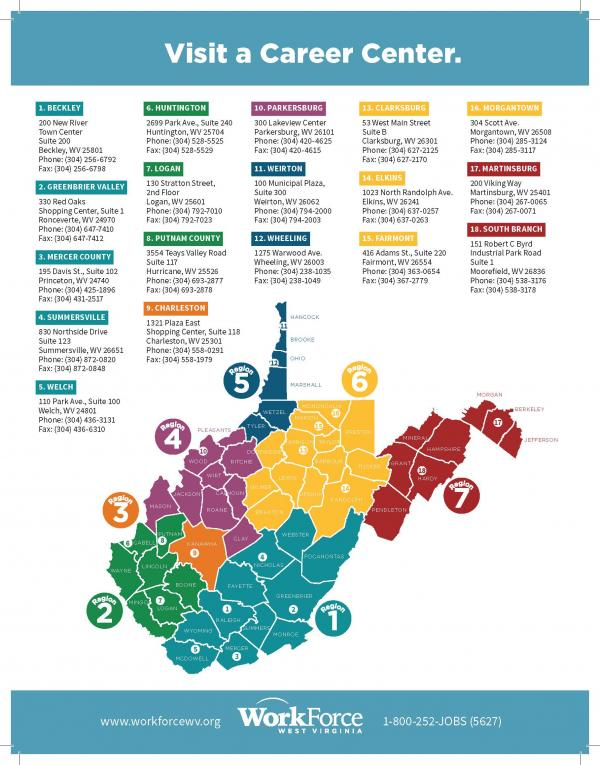 Visit a Career Center.
1. BECKLEY
200 New River
Town Center
Suite 200
Beckley, WV 25801
Phone: (304) 256-6792
Fax: (304) 256-6798
2. GREENBRIER VALLEY
330 Red Oaks
Shopping Center, Suite 1
Ronceverte, WV 24970
Phone: (304) 647-7410
Fax: (304) 647-7412
3. MERCER COUNTY
195 Davis St., Suite 102
Princeton, WV 24740
Phone: (304) 425-1896
Fax: (304) 431-2517
4. SUMMERSVILLE
830 Northside Drive
Suite 123
Summersville, WV 26651
Phone: (304) 872-0820
Fax: (304) 872-0848
5. WELCH
110 Park Ave., Suite 100
Welch, WV 24801
Phone: (304) 436-3131
Fax: (304) 436-6310
6. HUNTINGTON
2699 Park Ave., Suite 240
Huntington, WV 25704
Phone: (304) 528-5525
Fax: (304) 528-5529
7. LOGAN
130 Stratton Street,
2nd Floor
Logan, WV 25601
Phone: (304) 792-7010
Fax: (304) 792-7023
8. PUTNAM COUNTY
3554 Teays Valley Road
Suite 117
Hurricane, WV 25526
Phone: (304) 693-2877
Fax: (304) 693-2878
9. CHARLESTON
1321 Plaza East
Shopping Center, Suite 118
Charleston, WV 25301
Phone: (304) 558-0291
Fax: (304) 558-1979
10. PARKERSBURG
300 Lakeview Center
Parkersburg, WV 26101
Phone: (304) 420-4625
Fax: (304) 420-4615
11. WEIRTON
100 Municipal Plaza,
Suite 300
Weirton, WV 26062
Phone: (304) 794-2000
Fax: (304) 794-2003
12. WHEELING
1275 Warwood Ave.
Wheeling, WV 26003
Phone: (304) 238-1035
Fax: (304) 238-1049
13. CLARKSBURG
53 West Main Street
Suite B
Clarksburg, WV 26301
Phone: (304) 627-2125
Fax: (304) 627-2170
14. ELKINS
1023 North Randolph Ave.
Elkins, WV 26241
Phone: (304) 637-0257
Fax: (304) 637-0263
15. FAIRMONT
416 Adams St., Suite 220
Fairmont, WV 26554
Phone: (304) 363-0654
Fax: (304) 367-2779
16. MORGANTOWN
304 Scott Ave.
Morgantown, WV 26508
Phone: (304) 285-3124
Fax: (304) 285-3117
17. MARTINSBURG
200 Viking Way
Martinsburg, WV 25401
Phone: (304) 267-0065
Fax: (304) 267-0071
18. SOUTH BRANCH
151 Robert C Byrd
Industrial Park Road
Suite 1
Moorefield, WV 26836
Phone: (304) 538-3176
Fax: (304) 538-3178
HANCOCK
11
BROOKE
OHIO
12
MARSHALL
Region 5
Region 6
WETZEL
TYLER
16
15
PRESTON
MORGAN
BERKELEY
17
JEFFERSON
PLEASANTS
Region 4
10
WOOD
RITCHIE
13
BARBOUR
TUCKER
MINERAL
HAMPSHIRE
GRANT
18
HARDY
Region 7
WIRT
JACKSON
CALHOUN
ROANE
MASON
GILMER
LEWIS
UPSHUR
14
RANDOLPH
BRAXTON
PENDLETON
Region 3
PUTNAM
8
6
CABELL
KANAWHA
9
CLAY
WEBSTER
4
NICHOLAS
POCAHONTAS
WAYNE
LINCOLN
BOONE
FAYETTE
GREENBRIER
Region 2
MINGO
7
LOGAN
1
RALEIGH
2
Region 1
WYOMING
SUMMERS
MONROE
5
MCDOWELL
MERCER
3
www.workforcewv.org
WorkForce
WEST VIRGINIA
1-800-252-JOBS (5627)